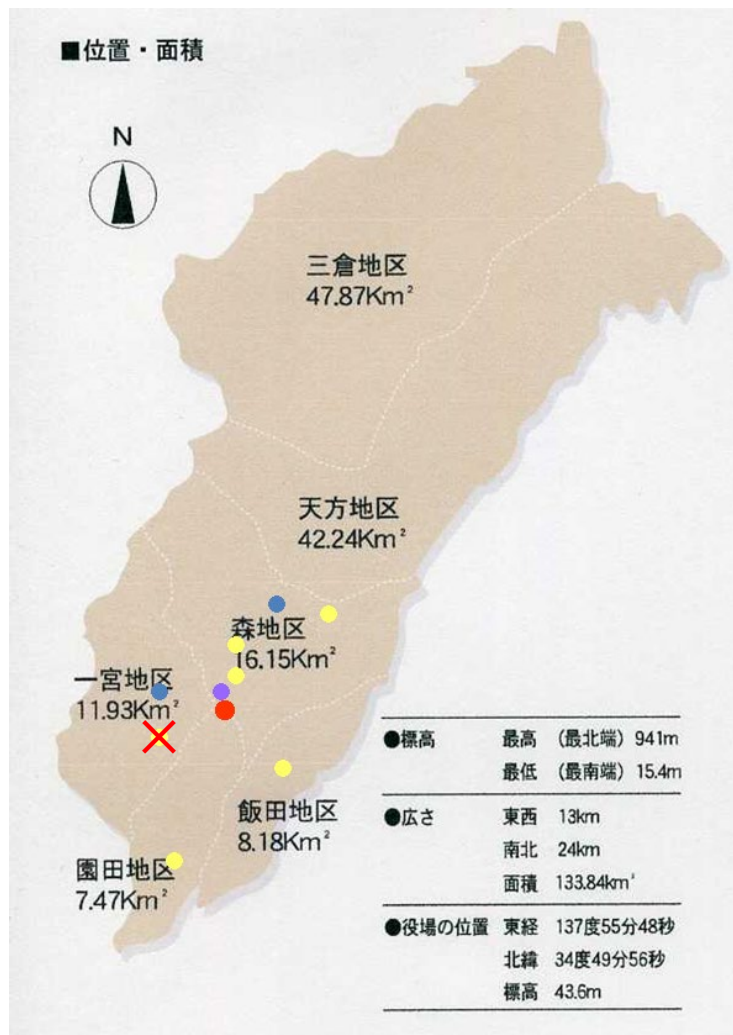 ■位置・面積
N
三倉地区
47.87Km²
天方地区
42.24Km²
森地区
16.15Km²
一宮地区
11.93Km²
飯田地区
8.18Km²
園田地区
7.47Km²
●標高 最高 (最北端) 941m
最低 (最南端) 15.4m
●広さ 東西 13km
南北 24km
面積 133.84km²
●役場の位置 東経 137度55分48秒
北緯 34度49分56秒
標高 43.6m